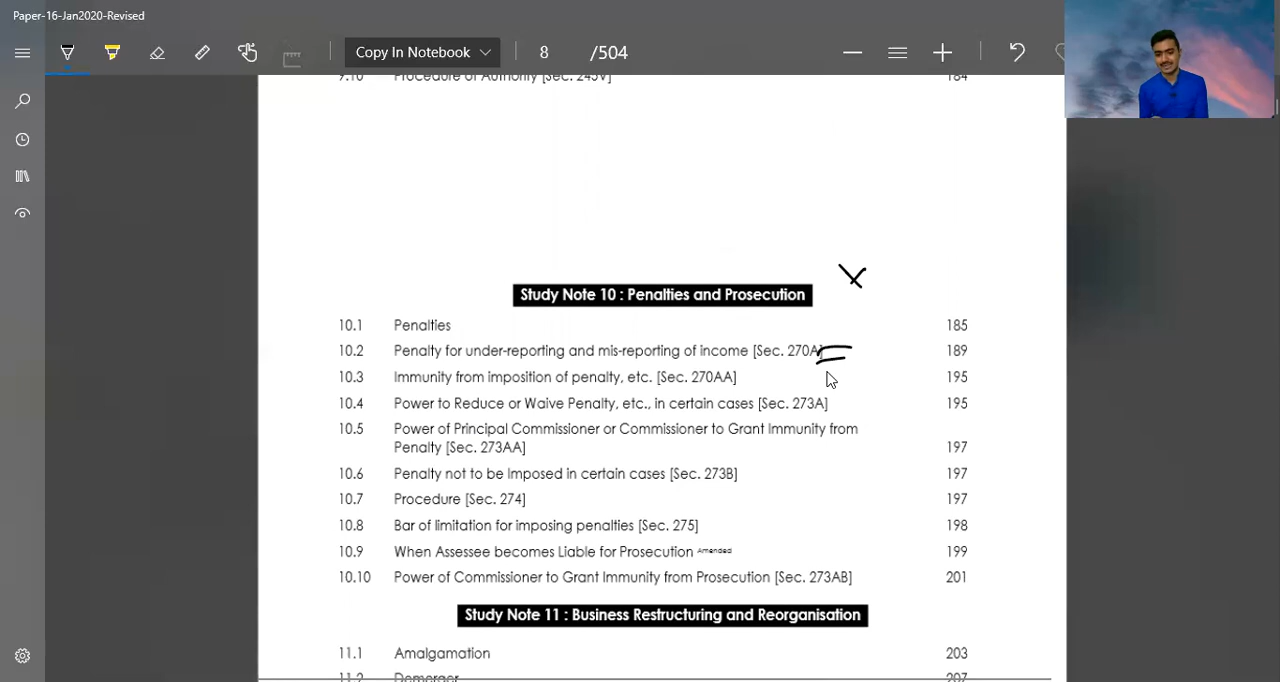 Paper-16-Jan2020-Revised
Copy In Notebook 8 /504
9.10 Procedure of Authority [Sec. 245V] 184
Study Note 10 : Penalties and Prosecution
10.1 Penalties 185
10.2 Penalty for under-reporting and mis-reporting of income [Sec. 270A] 189
10.3 Immunity from imposition of penalty, etc. [Sec. 270AA] 195
10.4 Power to Reduce or Waive Penalty, etc., in certain cases [Sec. 273A] 195
10.5 Power of Principal Commissioner or Commissioner to Grant Immunity from
Penalty [Sec. 273AA] 197
10.6 Penalty not to be Imposed in certain cases [Sec. 273B] 197
10.7 Procedure [Sec. 274] 197
10.8 Bar of limitation for imposing penalties [Sec. 275] 198
10.9 When Assessee becomes Liable for Prosecution Amended 199
10.10 Power of Commissioner to Grant Immunity from Prosecution [Sec. 273AB] 201
Study Note 11 : Business Restructuring and Reorganisation
11.1 Amalgamation 203
11.2 Demerger 207